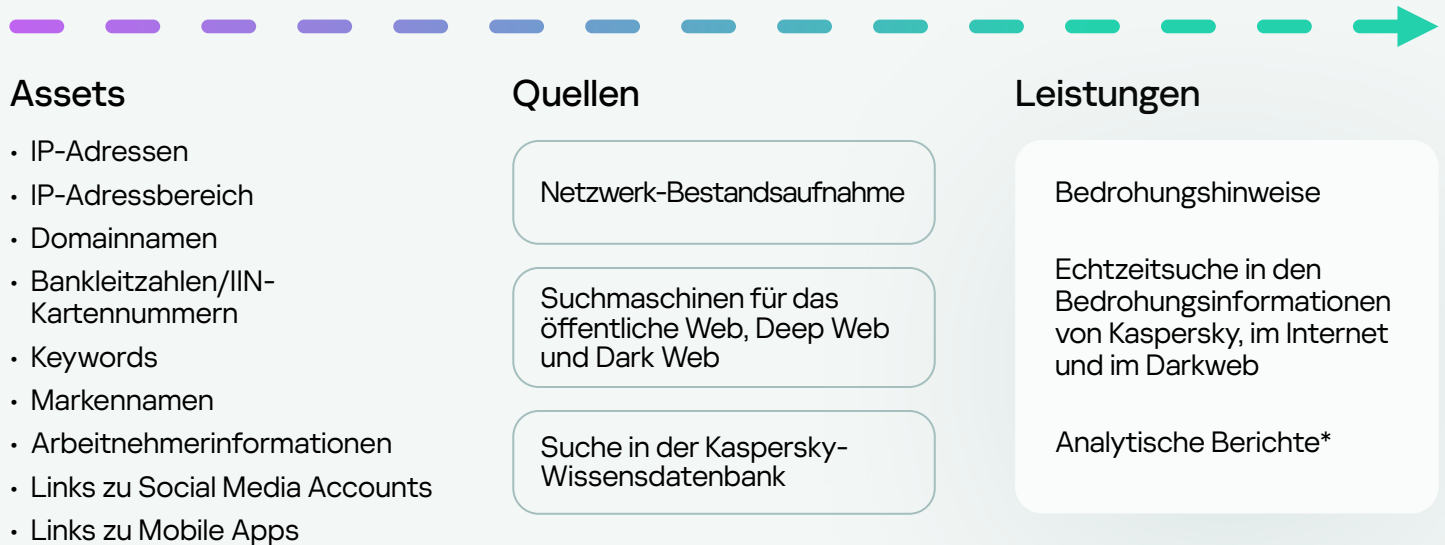 Assets
• IP-Adressen
• IP-Adressbereich
• Domainnamen
• Bankleitzahlen/IIN-
Kartennummern
• Keywords
• Markennamen
• Arbeitnehmerinformationen
• Links zu Social Media Accounts
• Links zu Mobile Apps
Quellen
Netzwerk-Bestandsaufnahme
Suchmaschinen für das
öffentliche Web, Deep Web
und Dark Web
Suche in der Kaspersky-
Wissensdatenbank
Leistungen
Bedrohungshinweise
Echtzeitsuche in den
Bedrohungsinformationen
von Kaspersky, im Internet
und im Darkweb
Analytische Berichte*